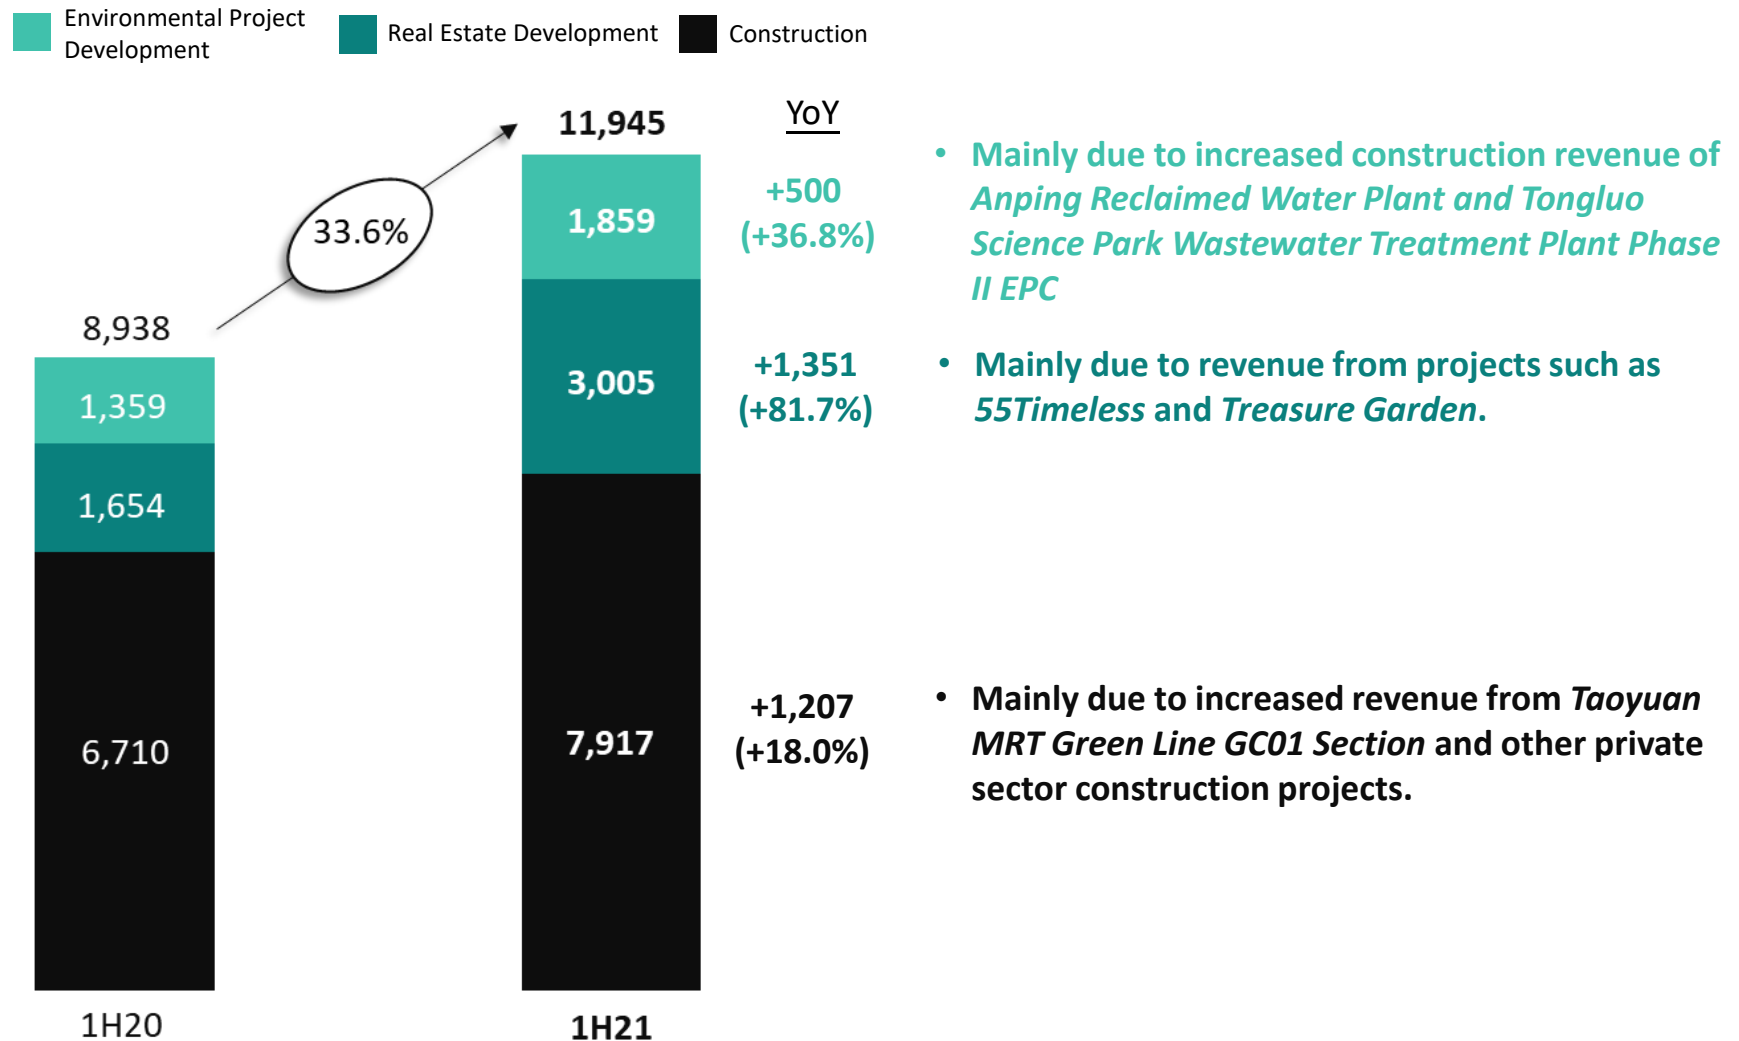 Environmental Project
Development
Real Estate Development
Construction
YoY
11,945
8,938
33.6%
1,859
3,005
7,917
1,359
1,654
6,710
1H20
1H21
+500
(+36.8%)
• Mainly due to increased construction revenue of
Anping Reclaimed Water Plant and Tongluo
Science Park Wastewater Treatment Plant Phase
II EPC
+1,351
(+81.7%)
• Mainly due to revenue from projects such as
55Timeless and Treasure Garden.
+1,207
(+18.0%)
• Mainly due to increased revenue from Taoyuan
MRT Green Line GC01 Section and other private
sector construction projects.